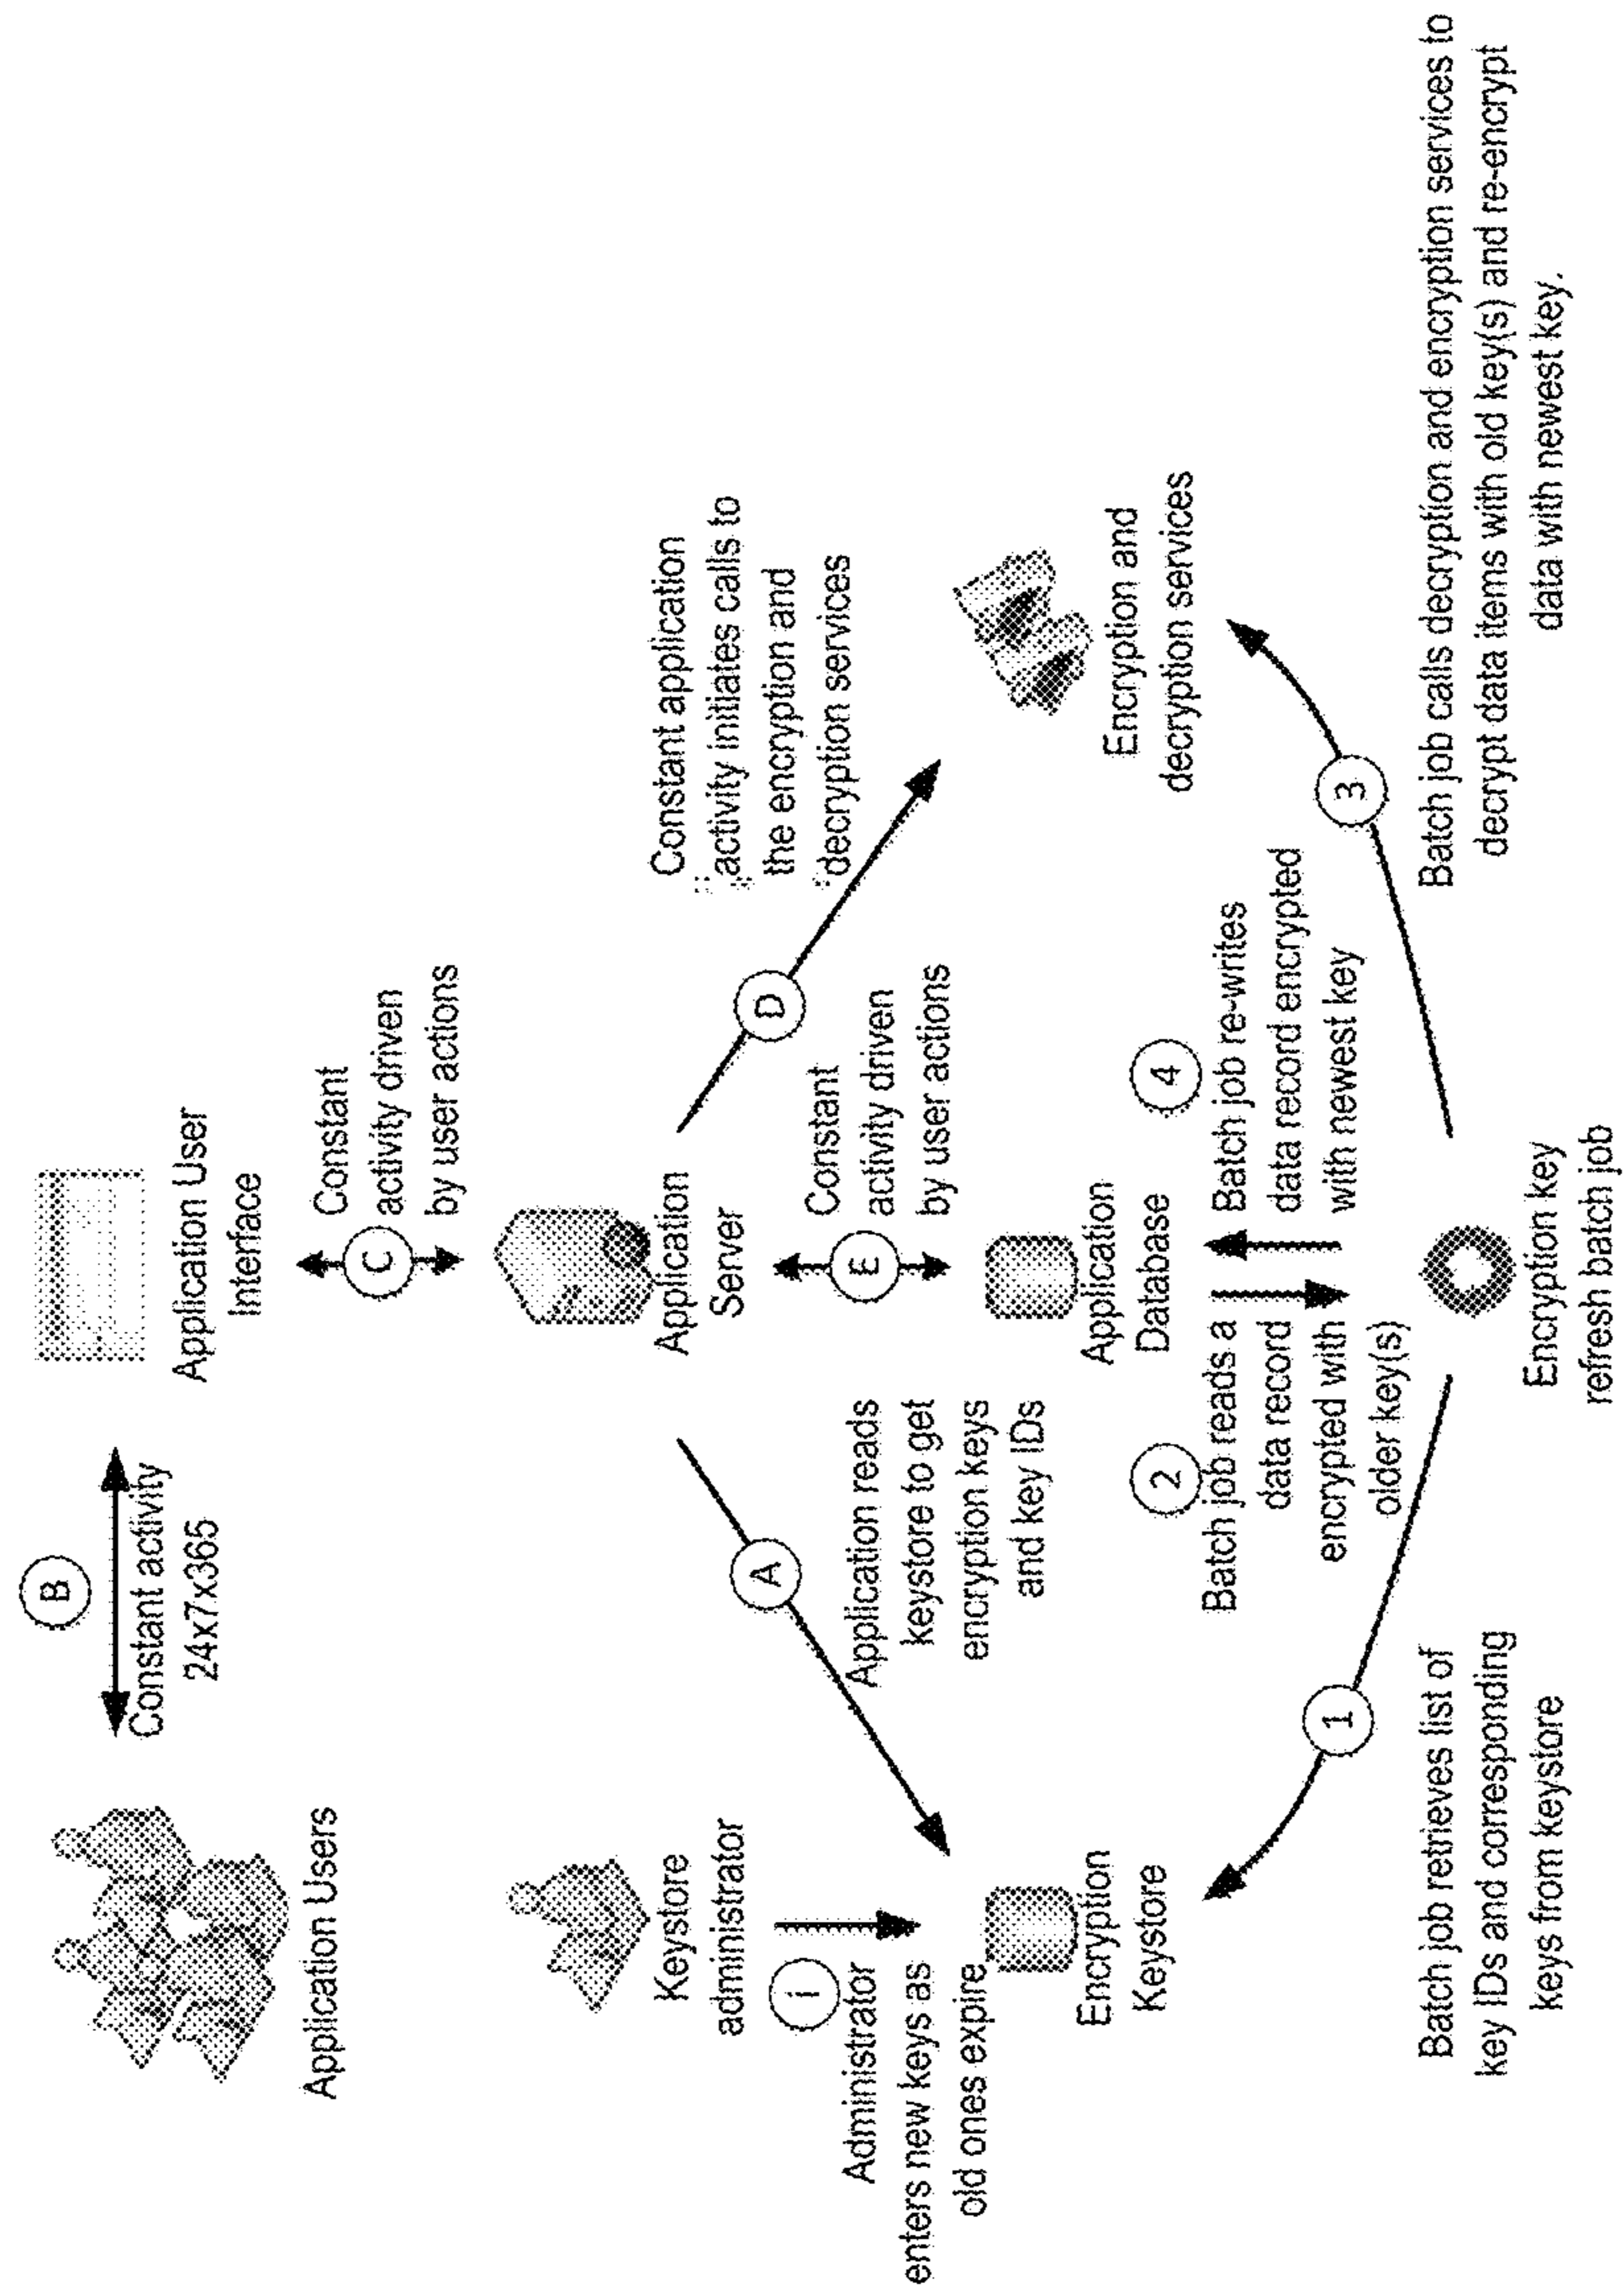 B
Constant activity
24x7x365
Application Users
Application User
Interface
C
Constant
activity driven
by user actions
Keystore
administrator
i
Administrator
enters new keys as
old ones expire
Encryption
Keystore
Application
Server
A
Application reads
keystore to get
encryption keys
and key IDs
D
Constant application
activity initiates calls to
the encryption and
decryption services
E
Constant
activity driven
by user actions
Application
Database
Encryption and
decryption services
1
Batch job retrieves list of
key IDs and corresponding
keys from keystore
2
Batch job reads a
data record
encrypted with
older key(s)
4
Batch job re-writes
data record encrypted
with newest key
3
Batch job calls decryption and encryption services to
decrypt data items with old key(s) and re-encrypt
data with newest key.
Encryption key
refresh batch job